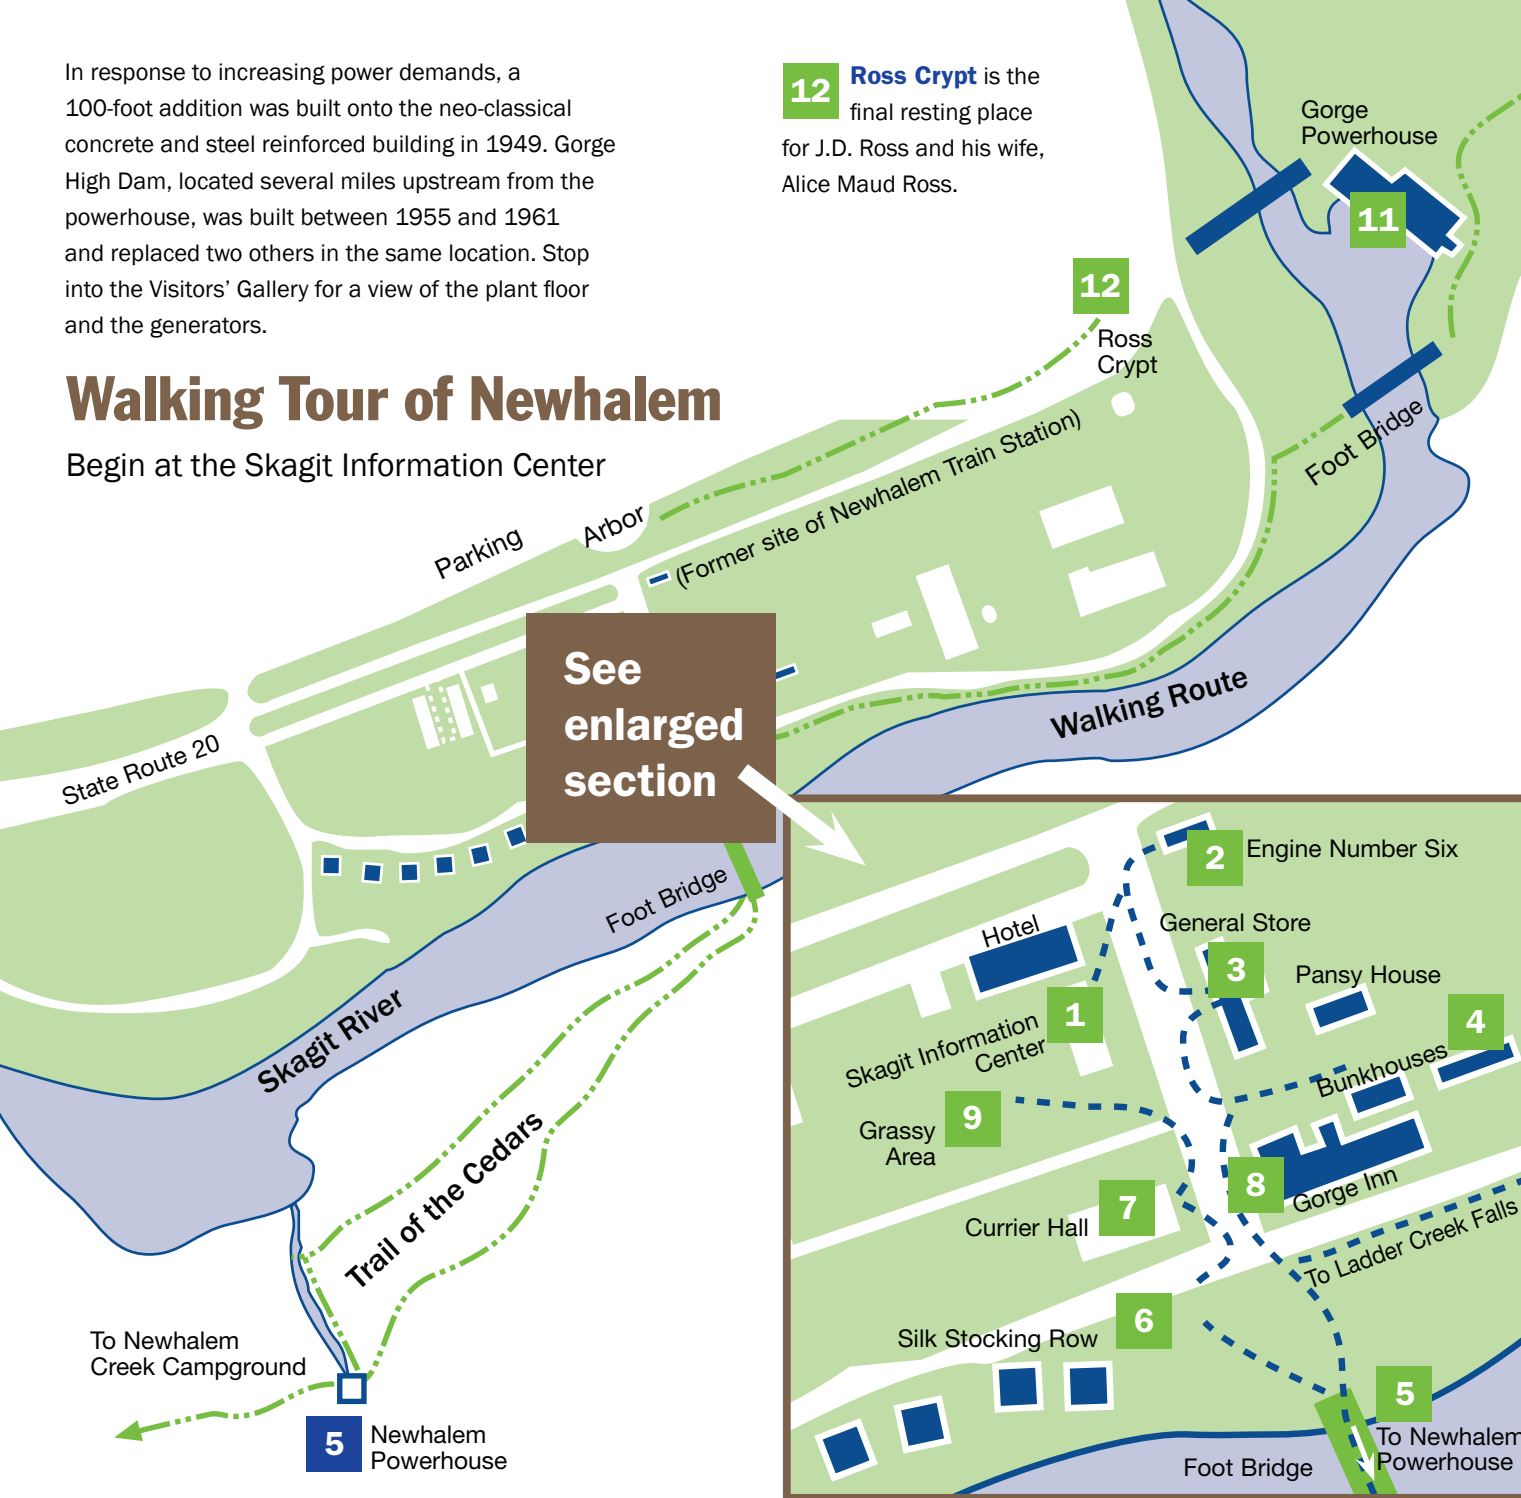 In response to increasing power demands, a
100-foot addition was built onto the neo-classical
concrete and steel reinforced building in 1949. Gorge
High Dam, located several miles upstream from the
powerhouse, was built between 1955 and 1961
and replaced two others in the same location. Stop
into the Visitors’ Gallery for a view of the plant floor
and the generators.
12 Ross Crypt is the
final resting place
for J.D. Ross and his wife,
Alice Maud Ross.
Walking Tour of Newhalem
Begin at the Skagit Information Center
Gorge
Powerhouse
11
12
Ross
Crypt
Foot Bridge
(Former site of Newhalem Train Station)
Arbor
Parking
State Route 20
See
enlarged
section
Walking Route
Foot Bridge
Skagit River
Trail of the Cedars
To Newhalem
Creek Campground
5
Newhalem
Powerhouse
2
Engine Number Six
General Store
Hotel
3
Pansy House
1
4
Skagit Information
Center
Bunkhouses
9
Grassy
Area
8
Gorge Inn
7
Currier Hall
To Ladder Creek Falls
6
Silk Stocking Row
5
To Newhalem
Powerhouse
Foot Bridge